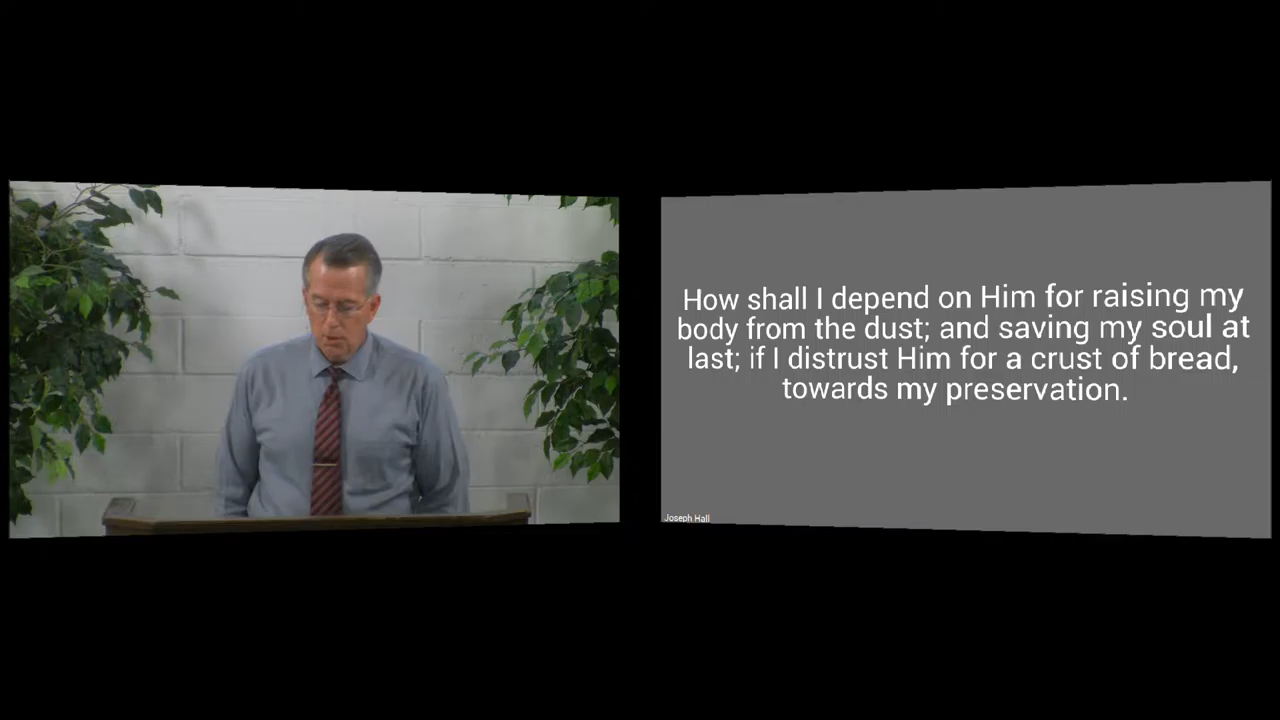 How shall I depend on Him for raising my
body from the dust; and saving my soul at
last; if I distrust Him for a crust of bread,
towards my preservation.
Joseph Hall